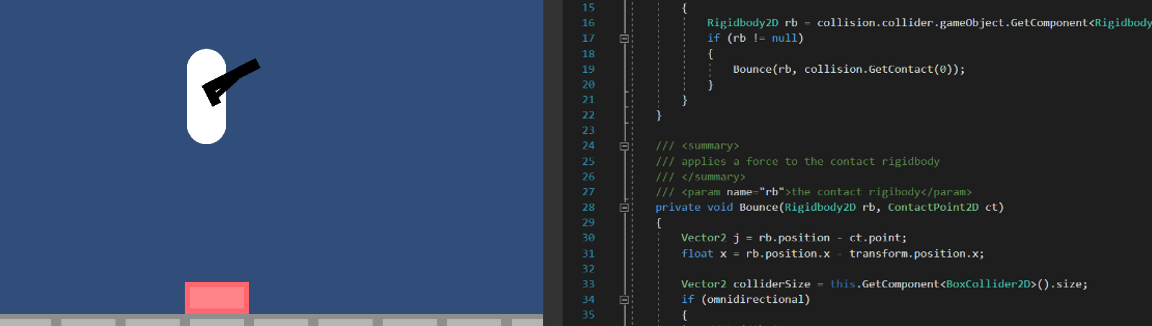 15 {
16 Rigidbody2D rb = collision.collider.gameObject.GetComponent<Rigidbody
17 if (rb != null)
18 {
19 Bounce(rb, collision.GetContact(0));
20 }
21 }
22 }
23
24 /// <summary>
25 /// applies a force to the contact rigidbody
26 /// </summary>
27 /// <param name="rb">the contact rigibody</param>
28 private void Bounce(Rigidbody2D rb, ContactPoint2D ct)
29 {
30 Vector2 j = rb.position - ct.point;
31 float x = rb.position.x - transform.position.x;
32
33 Vector2 colliderSize = this.GetComponent<BoxCollider2D>().size;
34 if (omnidirectional)
35 {